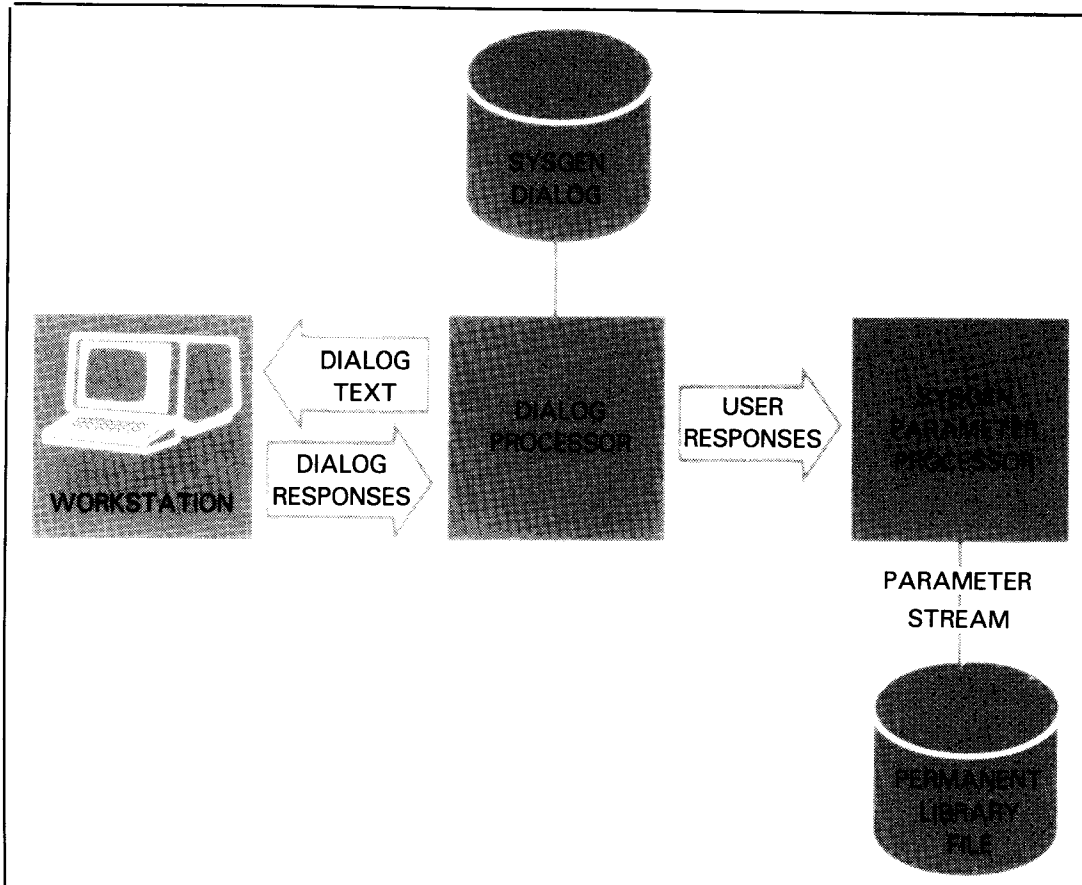 SYSGEN
DIALOG
DIALOG
TEXT
DIALOG
RESPONSES
WORKSTATION
DIALOG
PROCESSOR
USER
RESPONSES
SYSGEN
PARAMETER
PROCESSOR
PARAMETER
STREAM
PERMANENT
LIBRARY
FILE